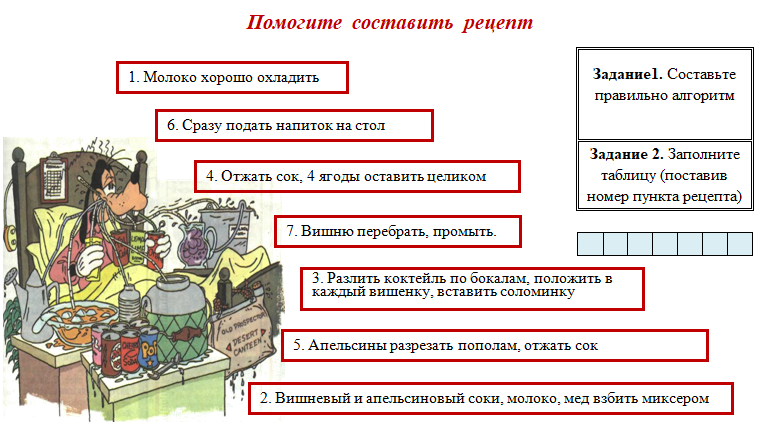 Помогите составить рецепт
1. Молоко хорошо охладить
6. Сразу подать напиток на стол
4. Отжать сок, 4 ягоды оставить целиком
7. Вишню перебрать, промыть.
3. Разлить коктейль по бокалам, положить в
каждый вишенку, вставить соломинку
5. Апельсины разрезать пополам, отжать сок
2. Вишневый и апельсиновый соки, молоко, мед взбить миксером
Задание1. Составьте
правильно алгоритм
Задание 2. Заполните
таблицу (поставив
номер пункта рецепта)
OLD PROSPECTOR
DESERT
CANTEEN